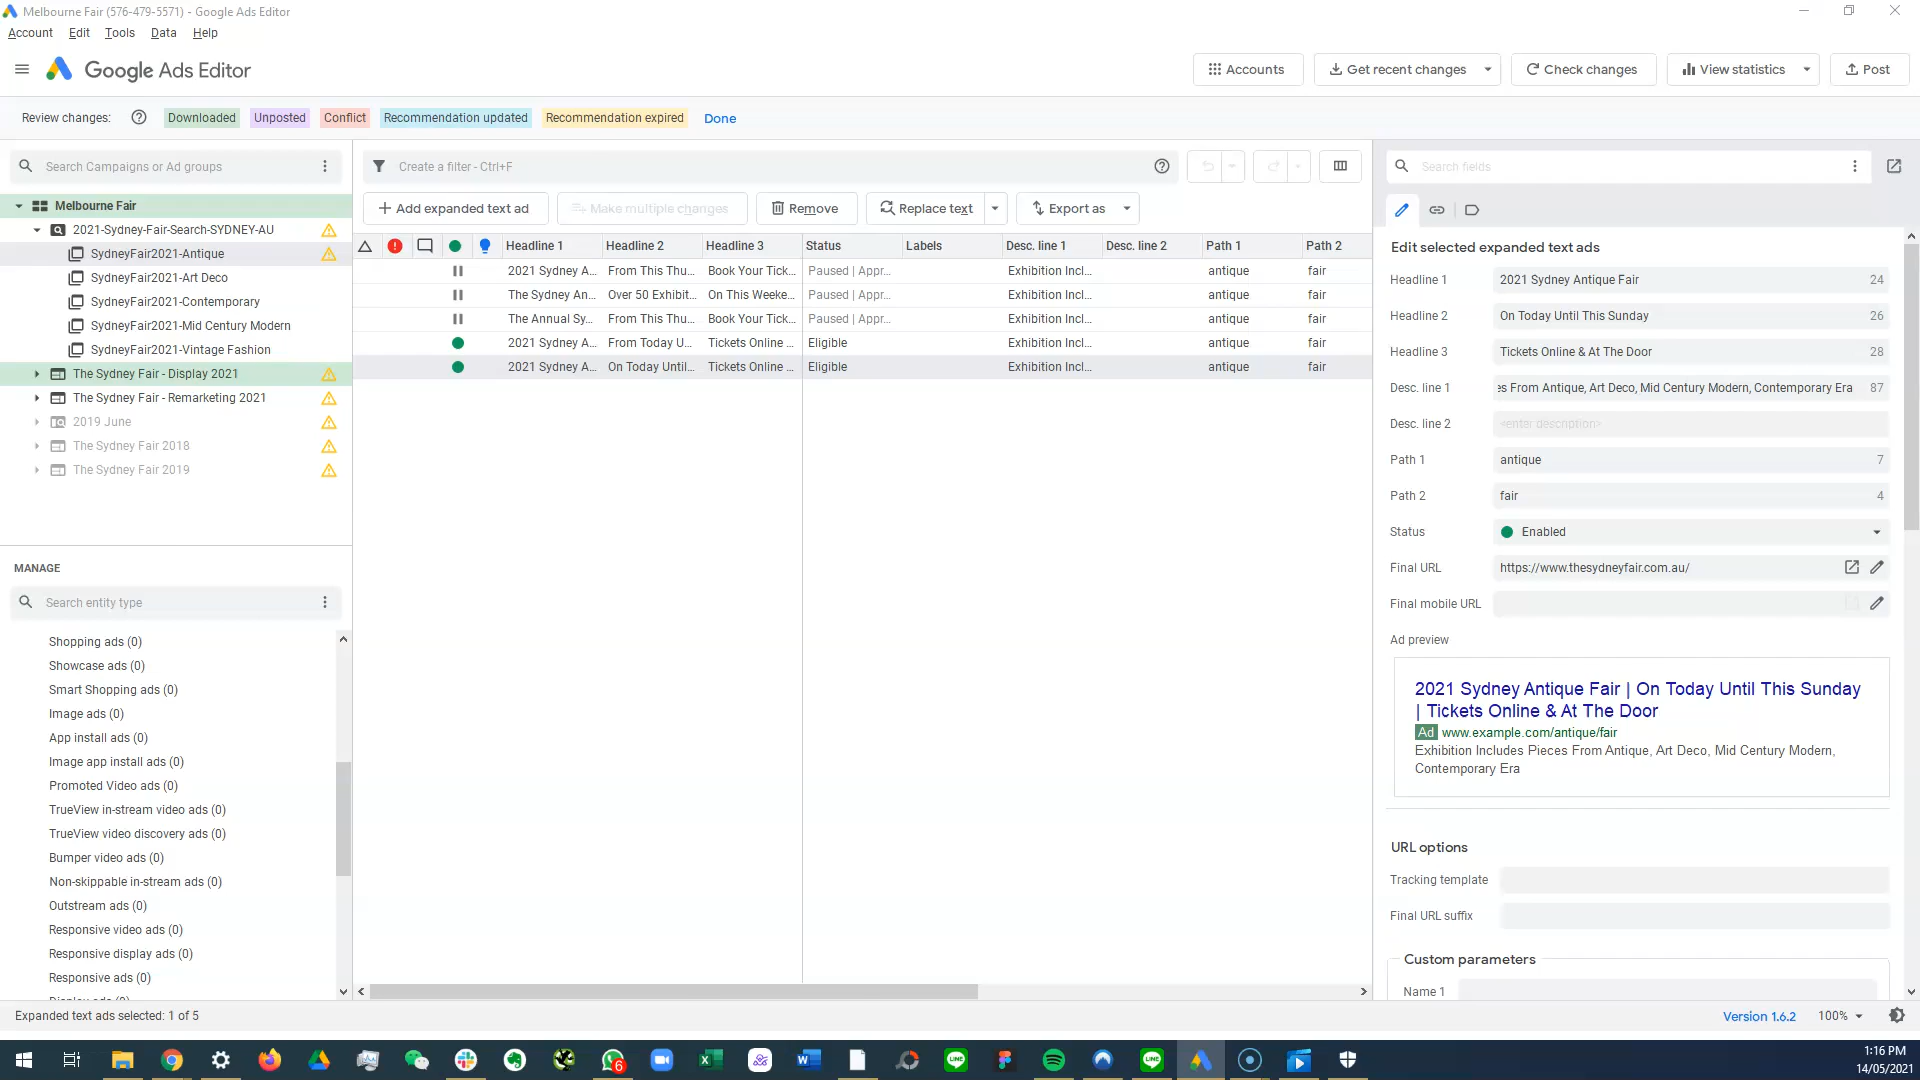 Melbourne Fair (576-479-5571) - Google Ads Editor
Account Edit Tools Data Help
Google Ads Editor
Accounts Get recent changes Check changes View statistics Post
Review changes: Downloaded Unposted Conflict Recommendation updated Recommendation expired Done
Search Campaigns or Ad groups
Melbourne Fair
2021-Sydney-Fair-Search-SYDNEY-AU
SydneyFair2021-Antique
SydneyFair2021-Art Deco
SydneyFair2021-Contemporary
SydneyFair2021-Mid Century Modern
SydneyFair2021-Vintage Fashion
The Sydney Fair - Display 2021
The Sydney Fair - Remarketing 2021
2019 June
The Sydney Fair 2018
The Sydney Fair 2019
MANAGE
Search entity type
Shopping ads (0)
Showcase ads (0)
Smart Shopping ads (0)
Image ads (0)
App install ads (0)
Image app install ads (0)
Promoted Video ads (0)
TrueView in-stream video ads (0)
TrueView video discovery ads (0)
Bumper video ads (0)
Non-skippable in-stream ads (0)
Outstream ads (0)
Responsive video ads (0)
Responsive display ads (0)
Responsive ads (0)
Create a filter - Ctrl+F
Add expanded text ad Make multiple changes Remove Replace text Export as
Headline 1 Headline 2 Headline 3 Status Labels Desc. line 1 Desc. line 2 Path 1 Path 2
2021 Sydney A... From This Thu... Book Your Tick... Paused | Appr... Exhibition Incl... antique fair
The Sydney An... Over 50 Exhibit... On This Weeke... Paused | Appr... Exhibition Incl... antique fair
The Annual Sy... From This Thu... Book Your Tick... Paused | Appr... Exhibition Incl... antique fair
2021 Sydney A... From Today U... Tickets Online ... Eligible Exhibition Incl... antique fair
2021 Sydney A... On Today Until... Tickets Online ... Eligible Exhibition Incl... antique fair
Search fields
Edit selected expanded text ads
Headline 1 2021 Sydney Antique Fair 24
Headline 2 On Today Until This Sunday 26
Headline 3 Tickets Online & At The Door 28
Desc. line 1 es From Antique, Art Deco, Mid Century Modern, Contemporary Era 87
Desc. line 2 <enter description>
Path 1 antique 7
Path 2 fair 4
Status Enabled
Final URL https://www.thesydneyfair.com.au/
Final mobile URL
Ad preview
2021 Sydney Antique Fair | On Today Until This Sunday
| Tickets Online & At The Door
Ad www.example.com/antique/fair
Exhibition Includes Pieces From Antique, Art Deco, Mid Century Modern,
Contemporary Era
URL options
Tracking template
Final URL suffix
Custom parameters
Name 1
Expanded text ads selected: 1 of 5
Version 1.6.2 100%
6
1:16 PM
14/05/2021